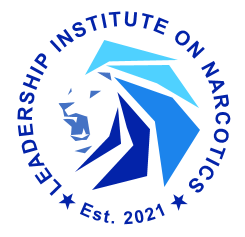 LEADERSHIP INSTITUTE ON NARCOTICS
Est. 2021